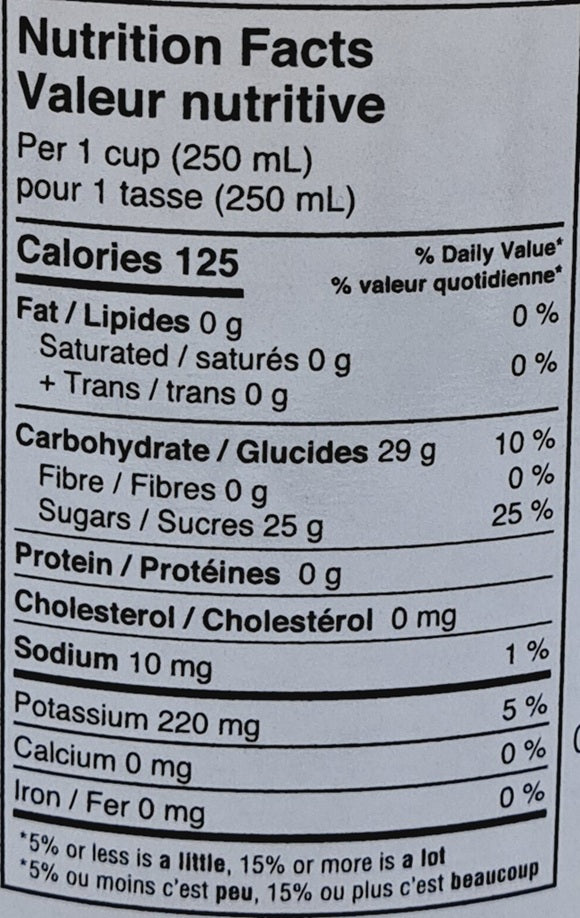 Nutrition Facts
Valeur nutritive
Per 1 cup (250 mL)
pour 1 tasse (250 mL)
Calories 125
% Daily Value*
% valeur quotidienne*
Fat / Lipides 0 g 0 %
Saturated / saturés 0 g
+ Trans / trans 0 g 0 %
Carbohydrate / Glucides 29 g 10 %
Fibre / Fibres 0 g 0 %
Sugars / Sucres 25 g 25 %
Protein / Protéines 0 g
Cholesterol / Cholestérol 0 mg
Sodium 10 mg 1 %
Potassium 220 mg 5 %
Calcium 0 mg 0 %
Iron / Fer 0 mg 0 %
*5% or less is a little, 15% or more is a lot
*5% ou moins c'est peu, 15% ou plus c'est beaucoup